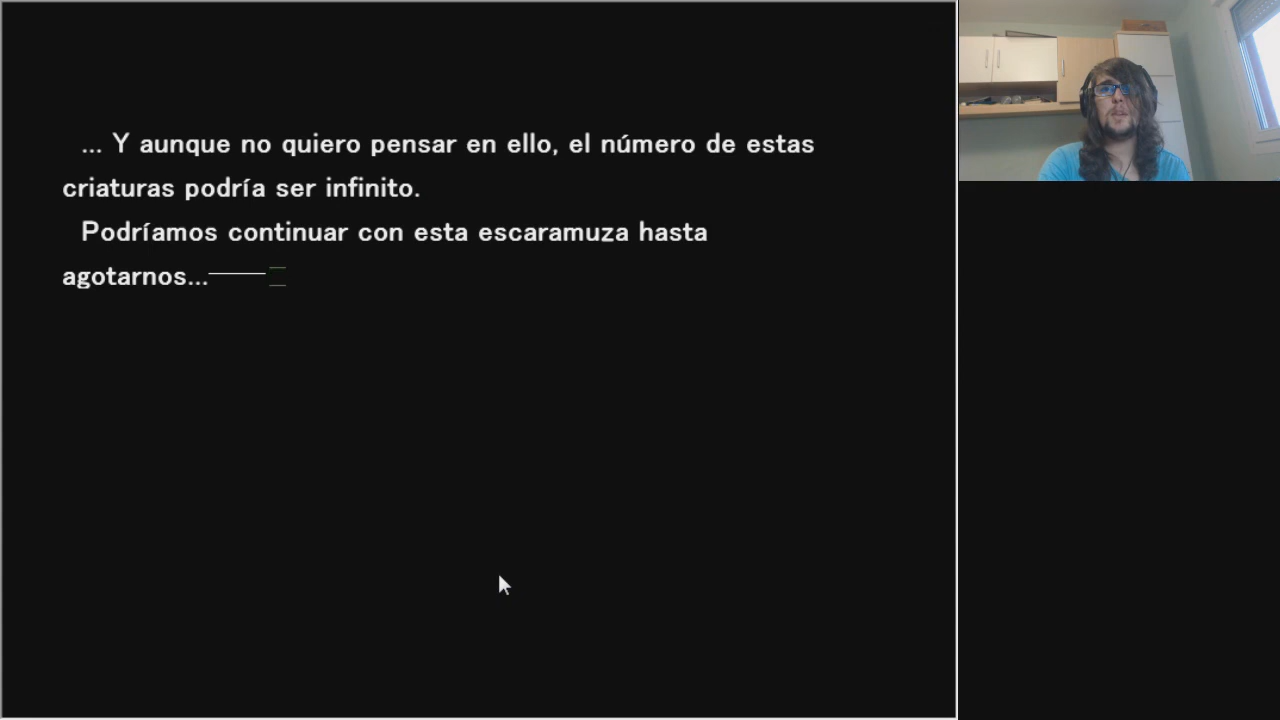 ... Y aunque no quiero pensar en ello, el número de estas
criaturas podría ser infinito.
Podríamos continuar con esta escaramuza hasta
agotarnos...――